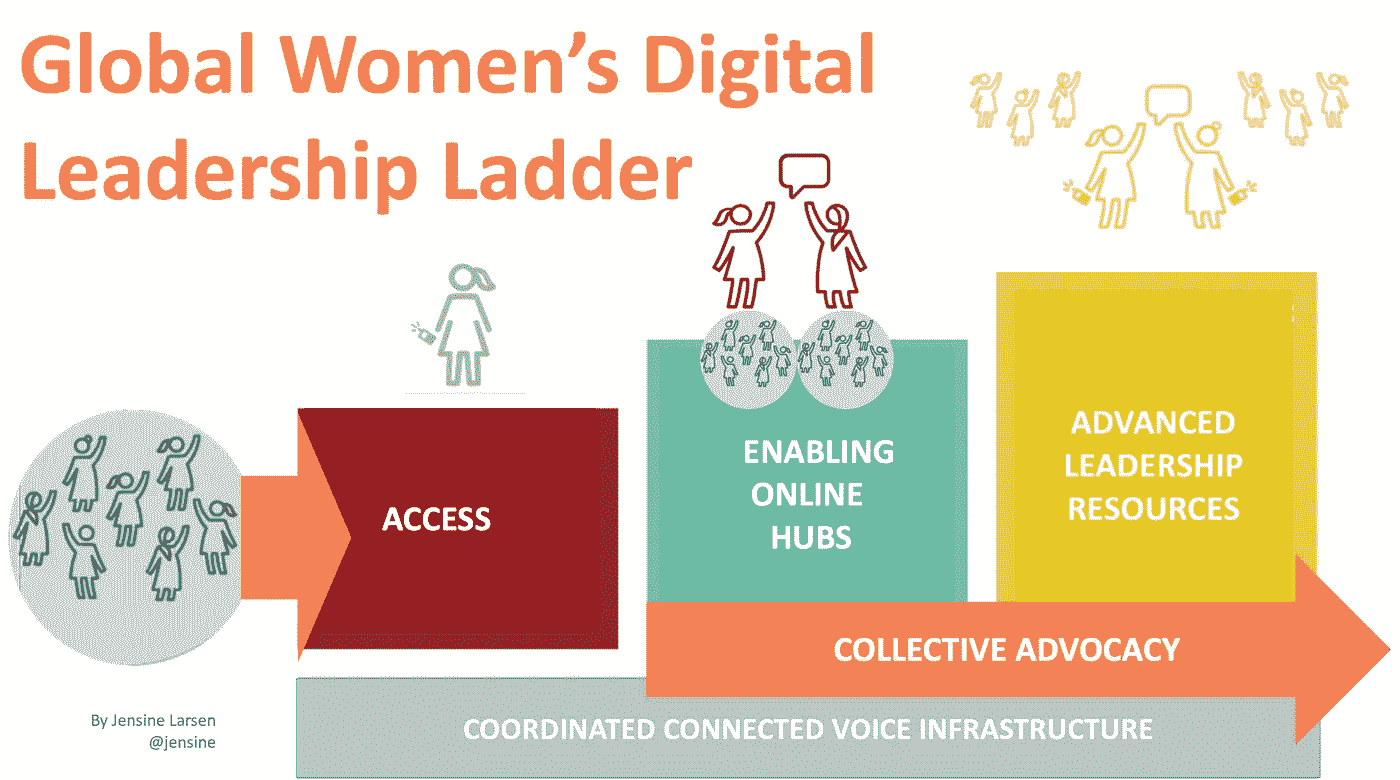 Global Women's Digital
Leadership Ladder
ACCESS
ENABLING
ONLINE
HUBS
ADVANCED
LEADERSHIP
RESOURCES
COLLECTIVE ADVOCACY
COORDINATED CONNECTED VOICE INFRASTRUCTURE
By Jensine Larsen
@jensine